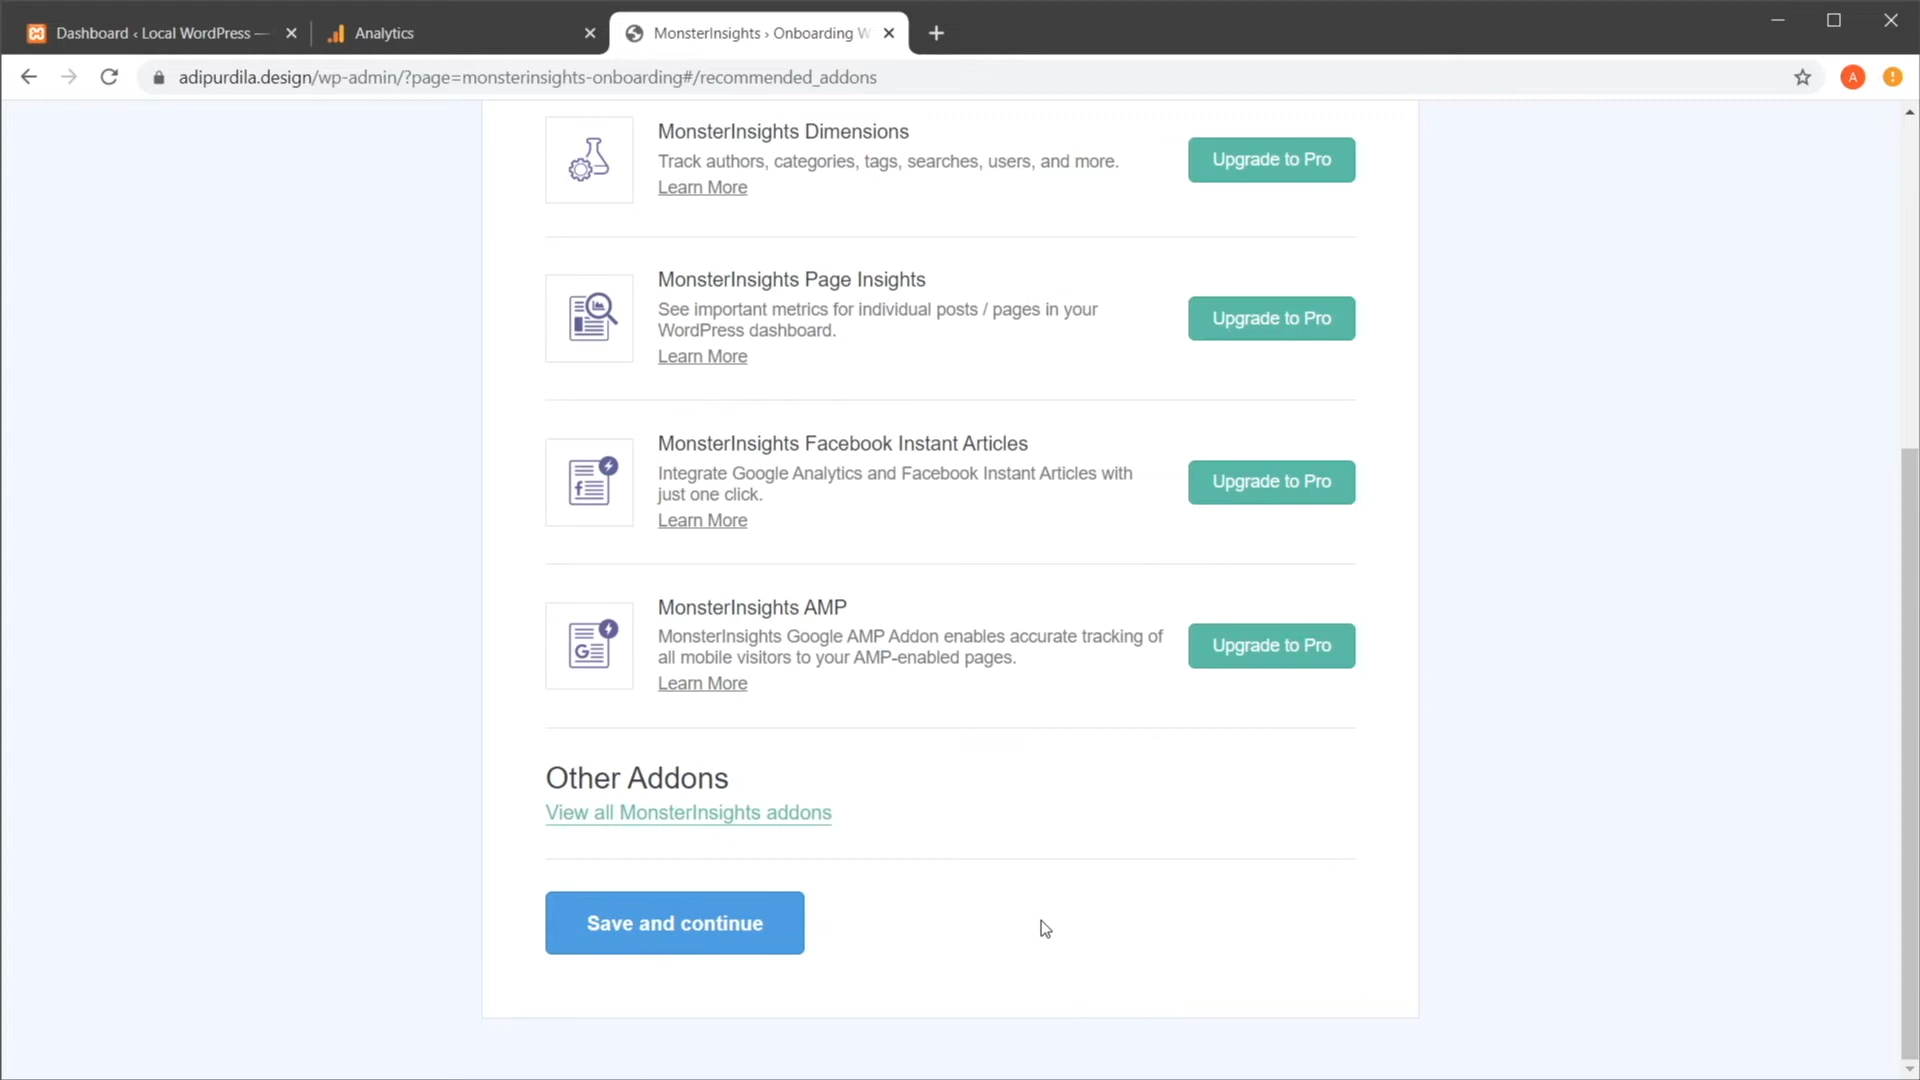 Dashboard ‹ Local WordPress —
Analytics
MonsterInsights › Onboarding W
adipurdila.design/wp-admin/?page=monsterinsights-onboarding#/recommended_addons
A
MonsterInsights Dimensions
Track authors, categories, tags, searches, users, and more.
Learn More
Upgrade to Pro
MonsterInsights Page Insights
See important metrics for individual posts / pages in your
WordPress dashboard.
Learn More
Upgrade to Pro
MonsterInsights Facebook Instant Articles
Integrate Google Analytics and Facebook Instant Articles with
just one click.
Learn More
Upgrade to Pro
MonsterInsights AMP
MonsterInsights Google AMP Addon enables accurate tracking of
all mobile visitors to your AMP-enabled pages.
Learn More
Upgrade to Pro
Other Addons
View all MonsterInsights addons
Save and continue